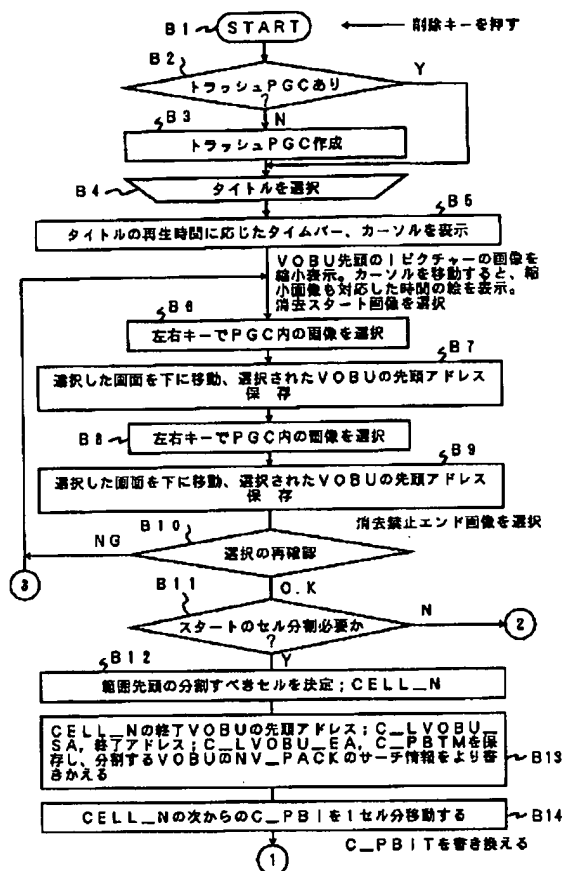 B1 START ← 削除キーを押す
B2
トラッシュPGCあり
?
Y
N
B3
トラッシュPGC作成
B4
タイトルを選択
B5
タイトルの再生時間に応じたタイムバー、カーソルを表示
VOBU先頭のIピクチャーの画像を
縮小表示。カーソルを移動すると、縮
小画像も対応した時間の絵を表示。
消去スタート画像を選択
B6
左右キーでPGC内の画像を選択
B7
選択した画面を下に移動、選択されたVOBUの先頭アドレス
保 存
B8
左右キーでPGC内の画像を選択
B9
選択した画面を下に移動、選択されたVOBUの先頭アドレス
保 存
消去禁止エンド画像を選択
B10
NG
選択の再確認
3
O.K
B11
スタートのセル分割必要か
?
N
2
Y
B12
範囲先頭の分割すべきセルを決定;CELL_N
CELL_Nの終了VOBUの先頭アドレス;C_LVOBU_
SA,終了アドレス;C_LVOBU_EA,C_PBTMを保
存し、分割するVOBUのNV_PACKのサーチ情報をより書
きかえる
B13
CELL_Nの次からのC_PBIを1セル分移動する
B14
C_PBITを書き換える
1